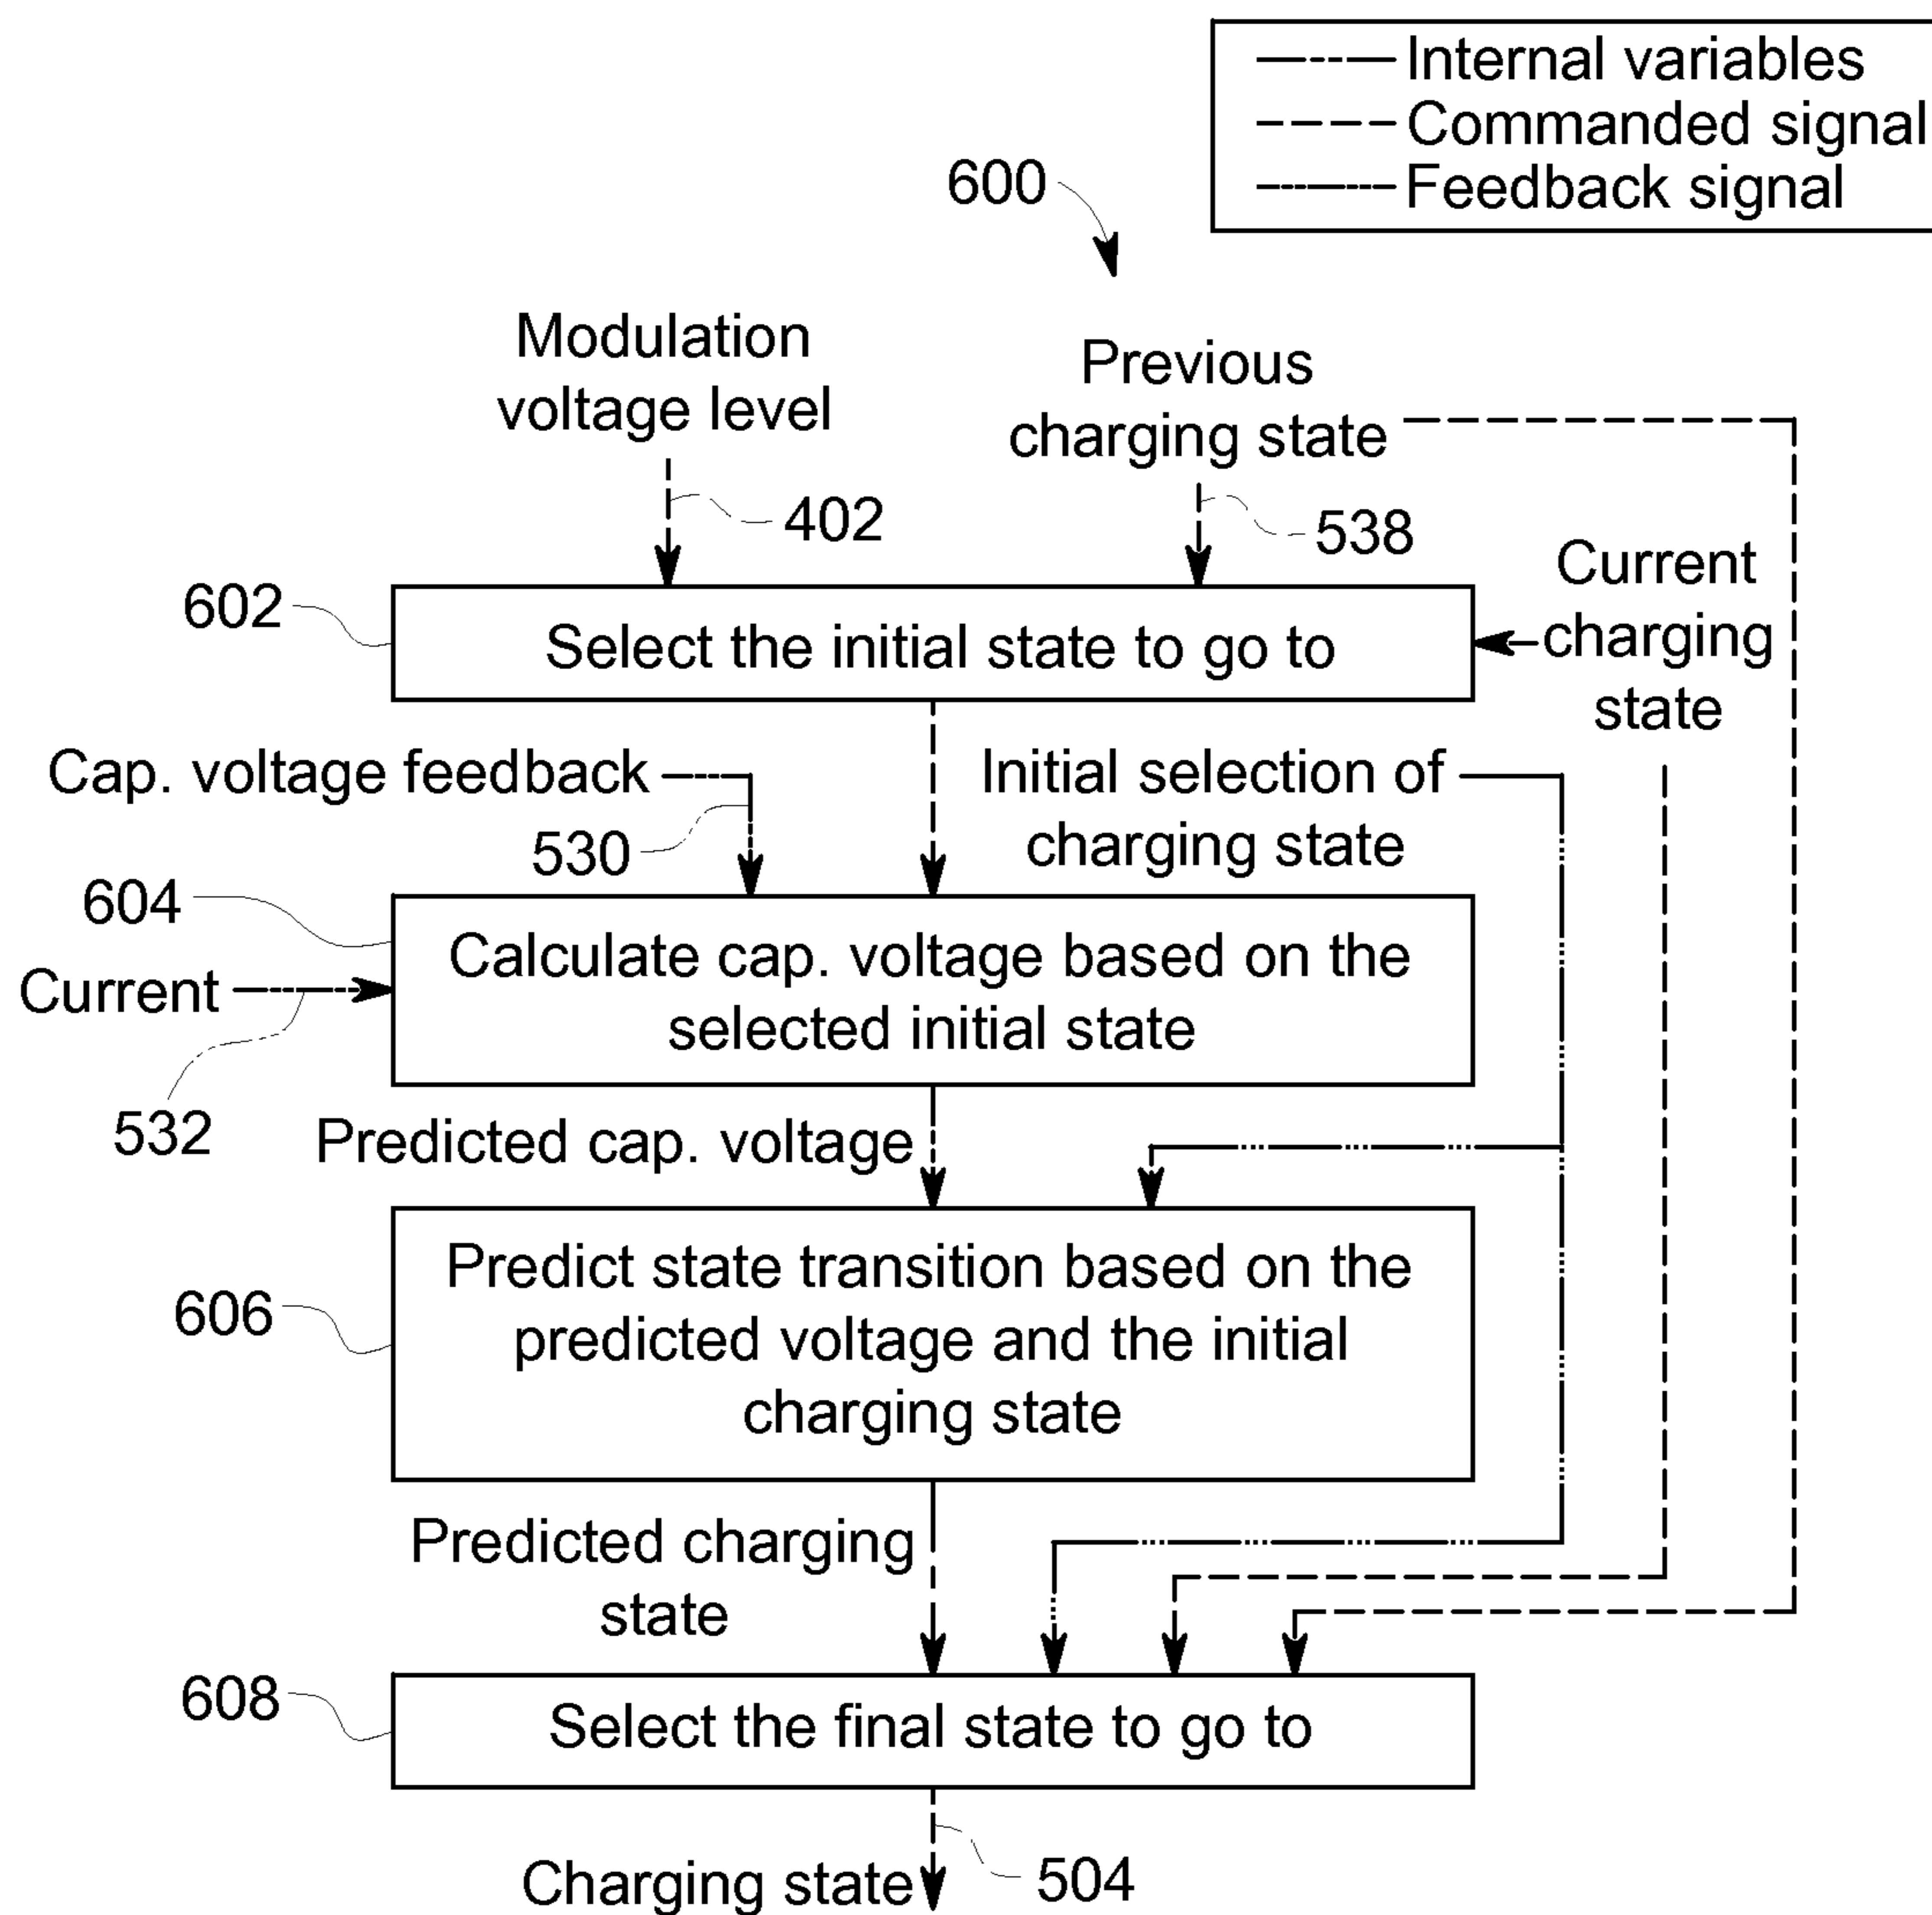 Internal variables
Commanded signal
Feedback signal
600
Modulation
voltage level
Previous
charging state
402
538
Current
charging
state
602
Select the initial state to go to
Cap. voltage feedback
530
Initial selection of
charging state
604
Calculate cap. voltage based on the
selected initial state
Current
532
Predicted cap. voltage
606
Predict state transition based on the
predicted voltage and the initial
charging state
Predicted charging
state
608
Select the final state to go to
Charging state
504